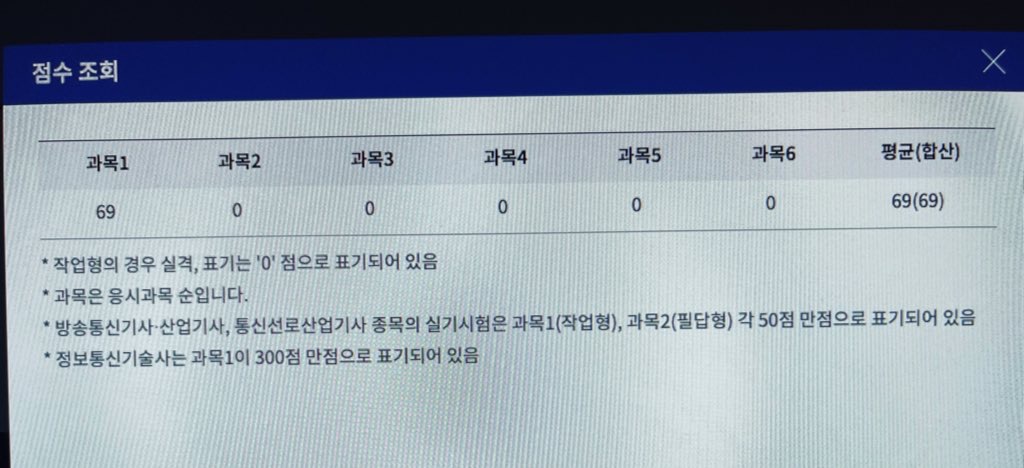 점수 조회
과목1 과목2 과목3 과목4 과목5 과목6 평균(합산)
69 0 0 0 0 0 69(69)
* 작업형의 경우 실격, 표기는 '0' 점으로 표기되어 있음
* 과목은 응시과목 순입니다.
* 방송통신기사·산업기사, 통신선로산업기사 종목의 실기시험은 과목1(작업형), 과목2(필답형) 각 50점 만점으로 표기되어 있음
* 정보통신기술사는 과목1이 300점 만점으로 표기되어 있음